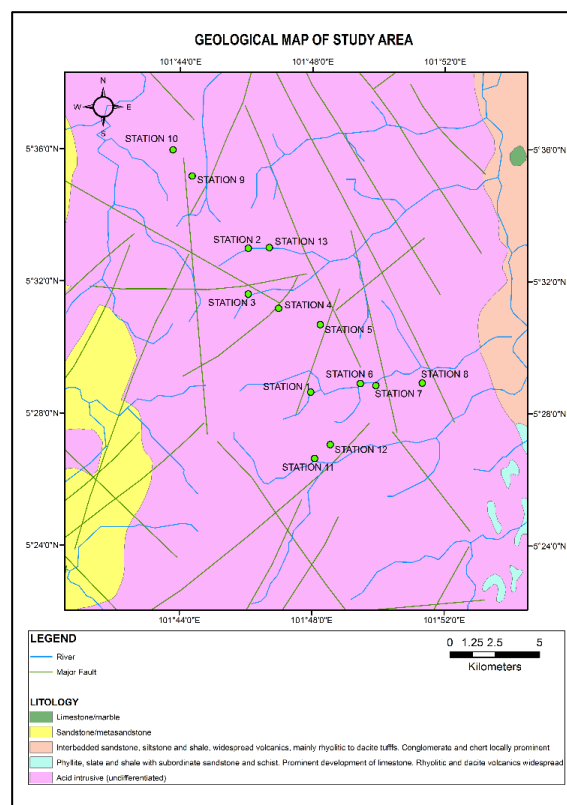 GEOLOGICAL MAP OF STUDY AREA
101°44'0"E 101°48'0"E 101°52'0"E
N
W E
S
5°36'0"N 5°36'0"N
STATION 10
STATION 9
STATION 2 STATION 13
5°32'0"N 5°32'0"N
STATION 3 STATION 4
STATION 5
STATION 6 STATION 8
STATION 1 STATION 7
5°28'0"N 5°28'0"N
STATION 12
STATION 11
5°24'0"N 5°24'0"N
101°44'0"E 101°48'0"E 101°52'0"E
LEGEND
River
Major Fault
0 1.25 2.5 5
Kilometers
LITOLOGY
Limestone/marble
Sandstone/metasandstone
Interbedded sandstone, siltstone and shale, widespread volcanics, mainly rhyolitic to dacite tufffs. Conglomerate and chert locally prominent
Phyllite, slate and shale with subordinate sandstone and schist. Prominent development of limestone. Rhyolitic and dacite volcanics widespread
Acid intrusive (undifferentiated)